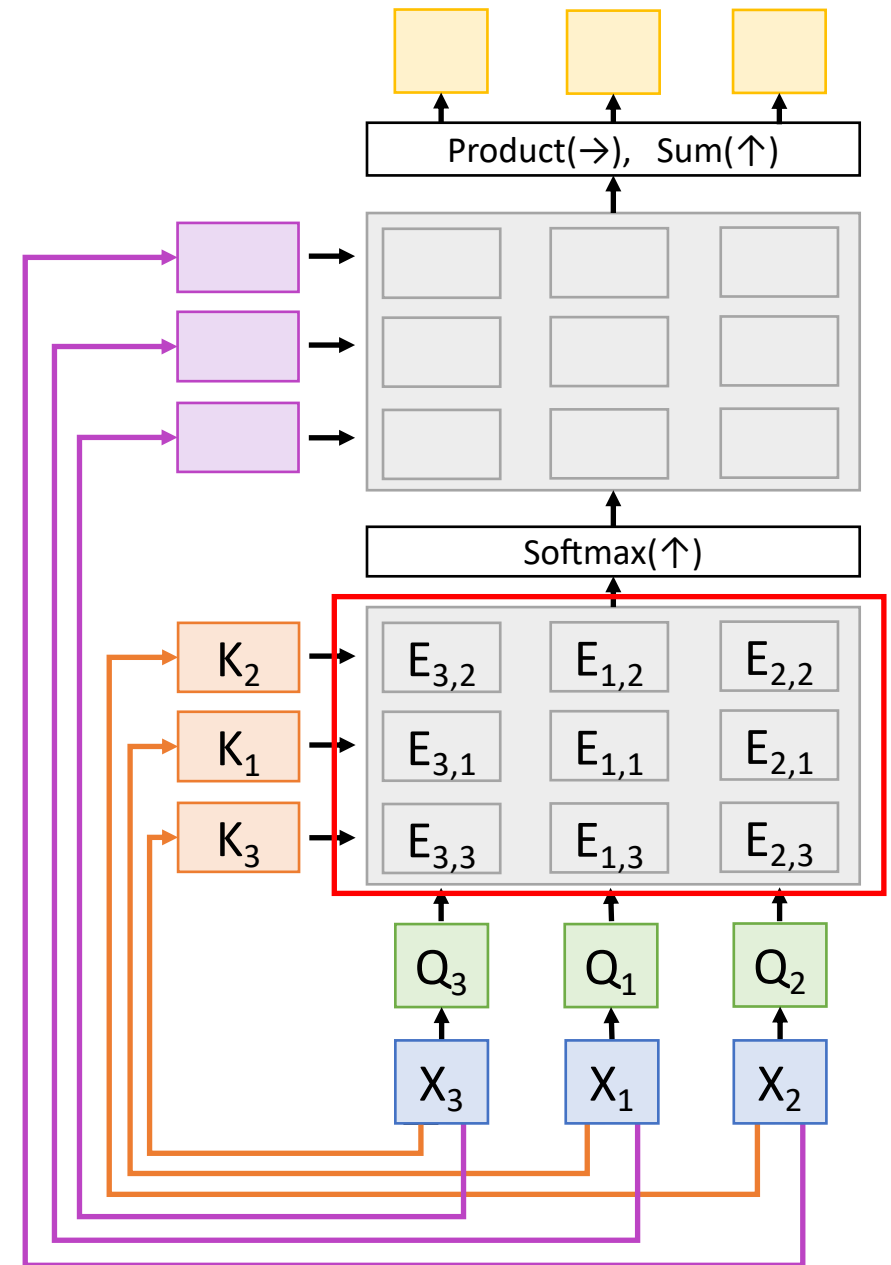 Product(→), Sum(↑)
Softmax(↑)
K₂ E₃,₂ E₁,₂ E₂,₂
K₁ E₃,₁ E₁,₁ E₂,₁
K₃ E₃,₃ E₁,₃ E₂,₃
Q₃ Q₁ Q₂
X₃ X₁ X₂